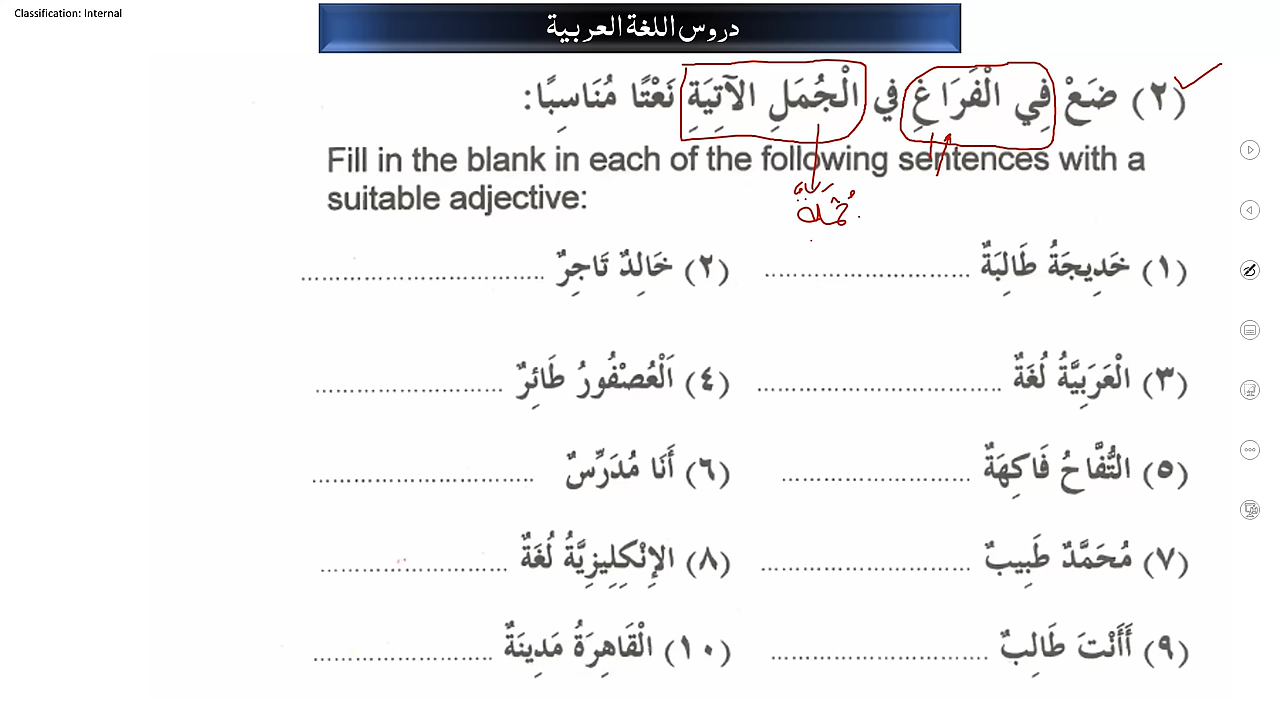 Classification: Internal
دروس اللغة العربية
(٢) ضَعْ فِي الْفَرَاغِ فِي الْجُمَلِ الآتِيَةِ نَعْتًا مُنَاسِبًا:
Fill in the blank in each of the following sentences with a
suitable adjective:
جُمْلَة
(١) خَدِيجَةُ طَالِبَةٌ .............................. (٢) خَالِدٌ تَاجِرٌ ..............................
(٣) الْعَرَبِيَّةُ لُغَةٌ .............................. (٤) اَلْعُصْفُورُ طَائِرٌ ..............................
(٥) التُّفَّاحُ فَاكِهَةٌ .............................. (٦) أَنَا مُدَرِّسٌ ..............................
(٧) مُحَمَّدٌ طَبِيبٌ .............................. (٨) الإِنْكِلِيزِيَّةُ لُغَةٌ ..............................
(٩) أَأَنْتَ طَالِبٌ .............................. (١٠) الْقَاهِرَةُ مَدِينَةٌ ..............................